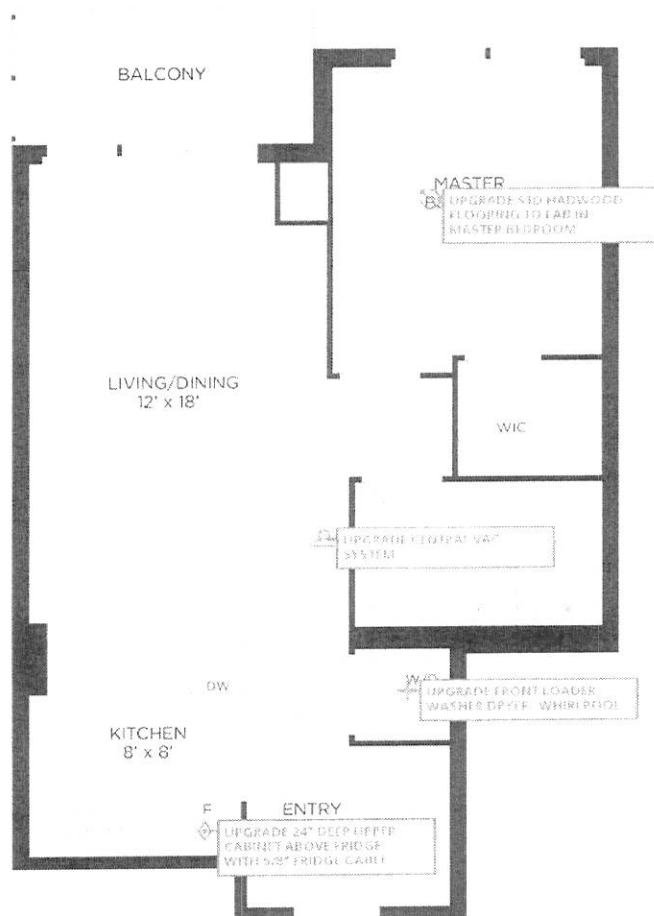 BALCONY
MASTER
UPGRADE STD HADWOOD
FLOORING TO LAB IN
MASTER BEDROOM
LIVING/DINING
12' x 18'
WIC
UPGRADE CENTRAL VAC
SYSTEM
DW
W/D
UPGRADE FRONT LOADER
WASHER DRYER WHIRLPOOL
KITCHEN
8' x 8'
F
ENTRY
UPGRADE 24" DEEP UPPER
CABINET ABOVE FRIDGE
WITH 5/8" FRIDGE GABLE